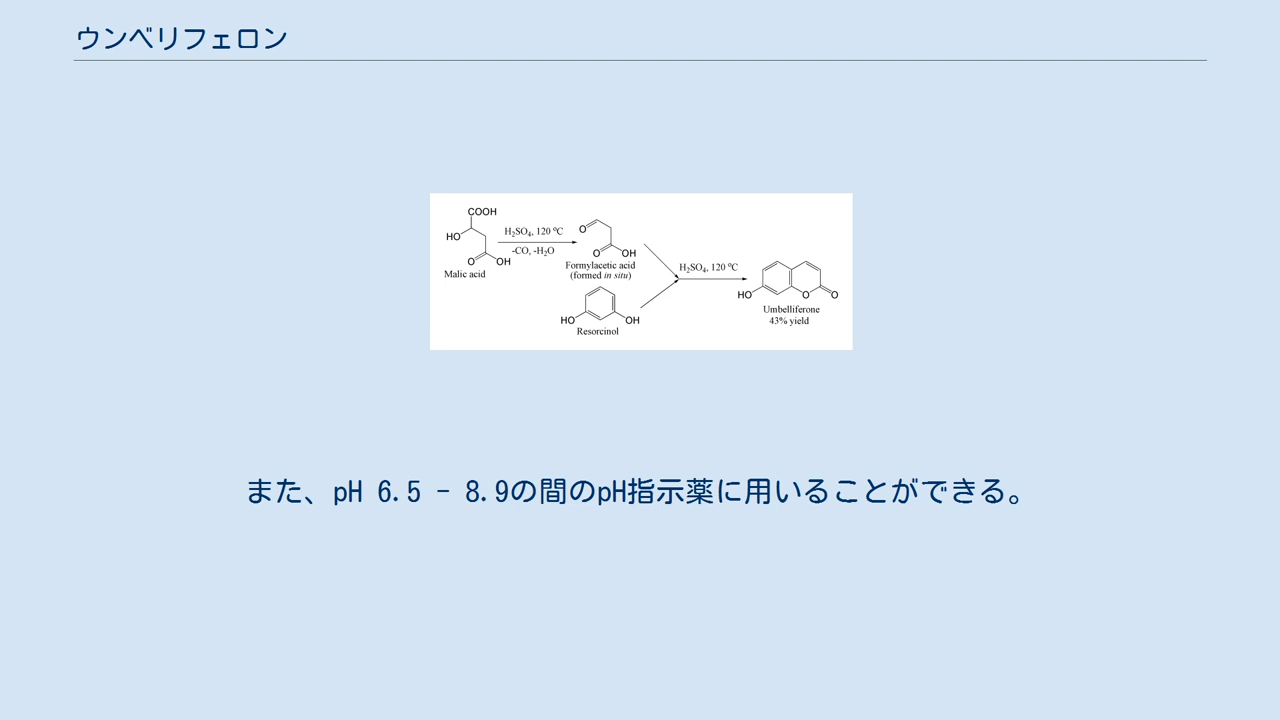 ウンベリフェロン
COOH
HO
O
OH
Malic acid
H2SO4, 120 ºC
-CO, -H2O
O
O
OH
Formylacetic acid
(formed in situ)
HO
OH
Resorcinol
H2SO4, 120 ºC
HO
O
O
Umbelliferone
43% yield
また、pH 6.5 - 8.9の間のpH指示薬に用いることができる。